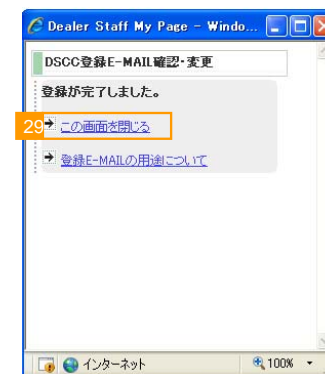 Dealer Staff My Page - Windo...
DSCC登録E-MAIL確認・変更
登録が完了しました。
29 この画面を閉じる
登録E-MAILの用途について
インターネット 100%